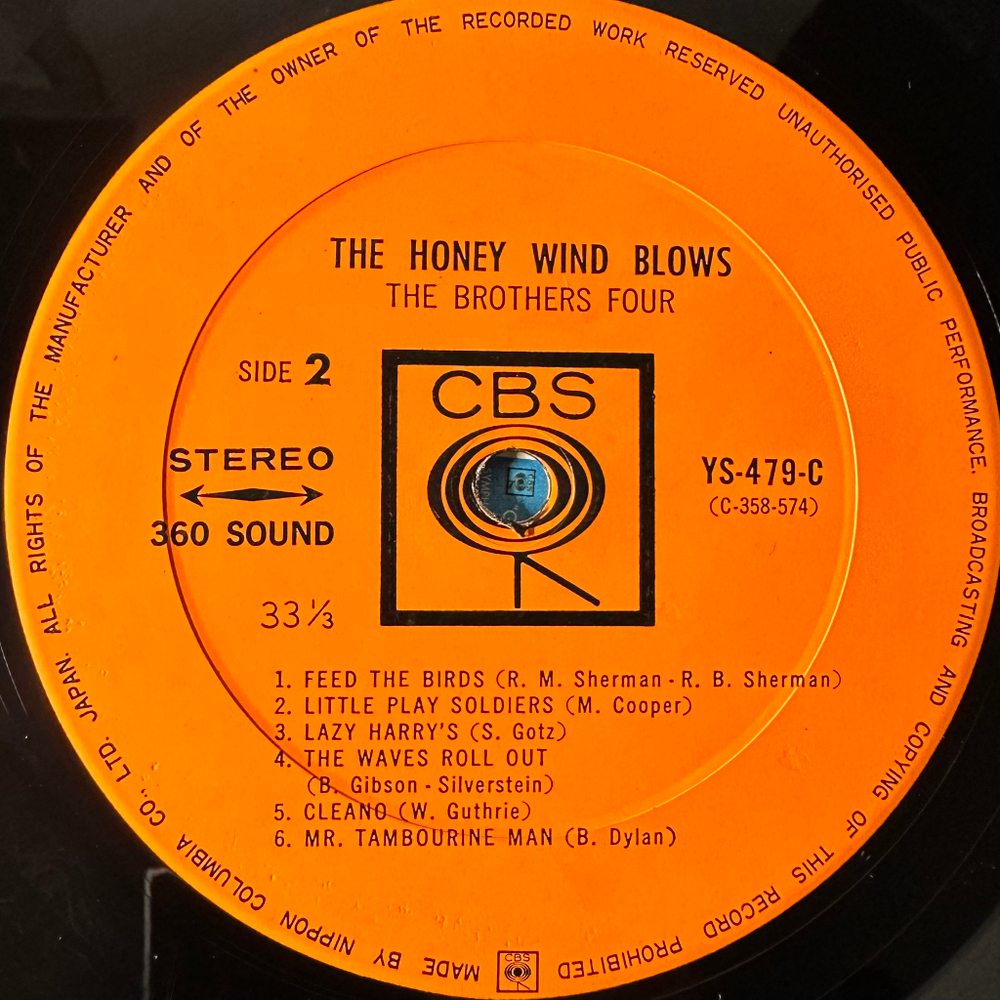 MADE BY NIPPON COLUMBIA CO., LTD. JAPAN. ALL RIGHTS OF THE MANUFACTURER AND OF THE OWNER OF THE RECORDED WORK RESERVED UNAUTHORISED PUBLIC PERFORMANCE. BROADCASTING AND COPYING OF THIS RECORD PROHIBITED
THE HONEY WIND BLOWS
THE BROTHERS FOUR
SIDE 2
CBS
STEREO
360 SOUND
YS-479-C
(C-358-574)
33 1/3
1. FEED THE BIRDS (R. M. Sherman - R. B. Sherman)
2. LITTLE PLAY SOLDIERS (M. Cooper)
3. LAZY HARRY'S (S. Gotz)
4. THE WAVES ROLL OUT
(B. Gibson - Silverstein)
5. CLEANO (W. Guthrie)
6. MR. TAMBOURINE MAN (B. Dylan)
CBS